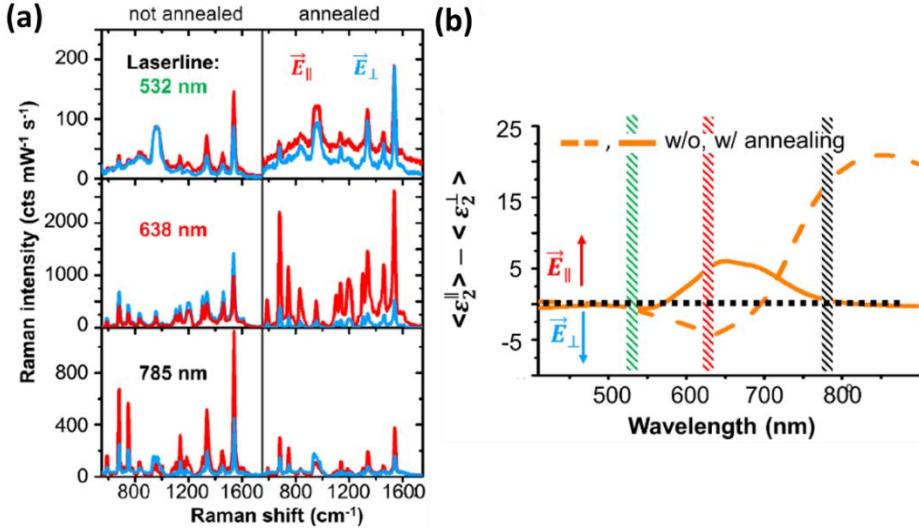 (a)
not annealed annealed
Laserline:
532 nm
E∥ E⊥
200
100
0
638 nm
2000
1000
0
785 nm
800
400
0
800 1200 1600 800 1200 1600
Raman shift (cm⁻¹)
Raman intensity (cts mW⁻¹ s⁻¹)
(b)
25
15
5
-5
w/o, w/ annealing
E∥
E⊥
<ε₂∥> − <ε₂⊥>
500 600 700 800
Wavelength (nm)